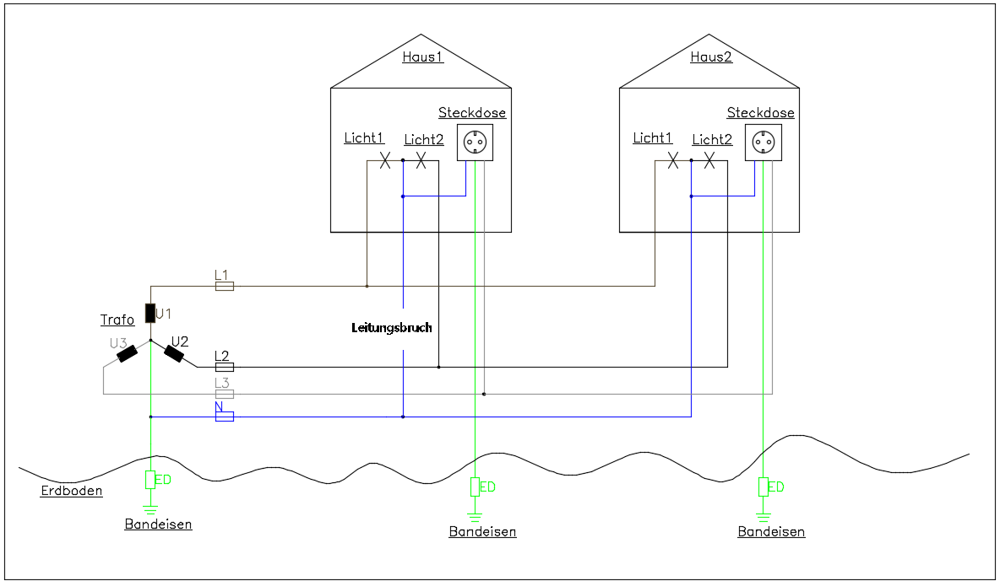 Haus1
Haus2
Steckdose
Steckdose
Licht1
Licht2
Licht1
Licht2
L1
Trafo
U1
Leitungsbruch
U3
U2
L2
L3
N
ED
ED
ED
Erdboden
Bandeisen
Bandeisen
Bandeisen